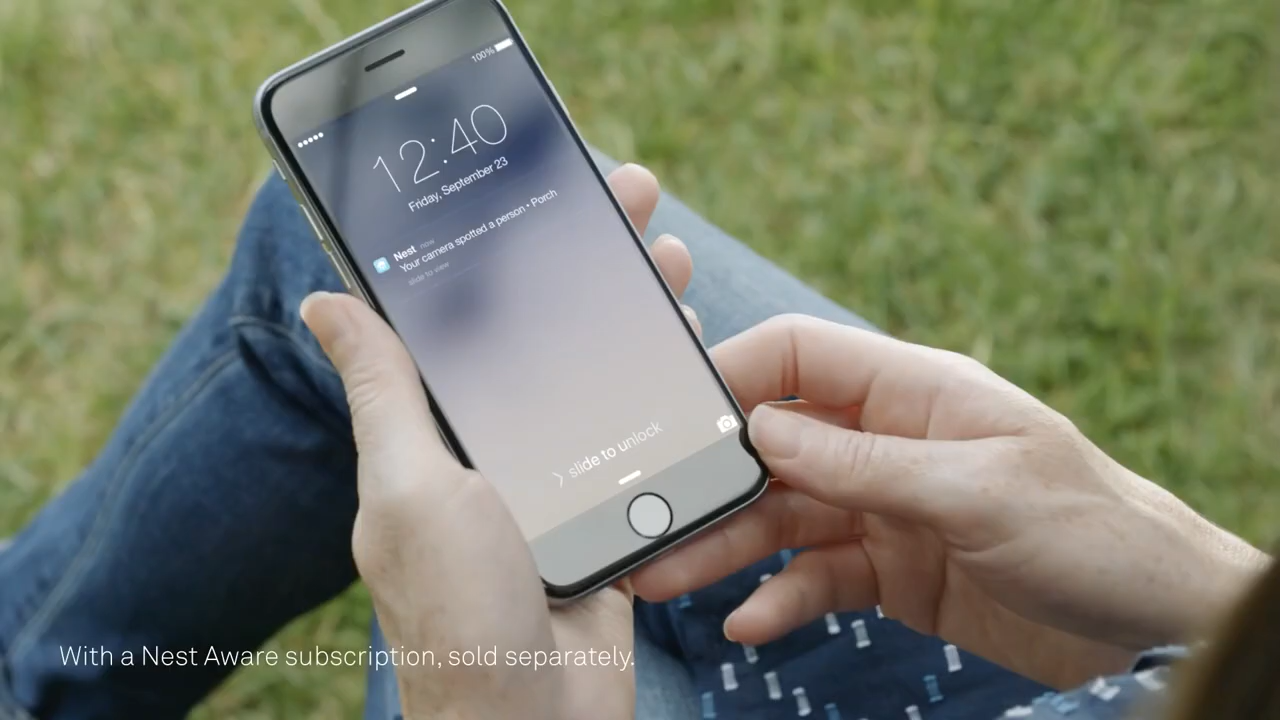 100%
12:40
Friday, September 23
Nest now
Your camera spotted a person • Porch
slide to view
> slide to unlock
With a Nest Aware subscription, sold separately.